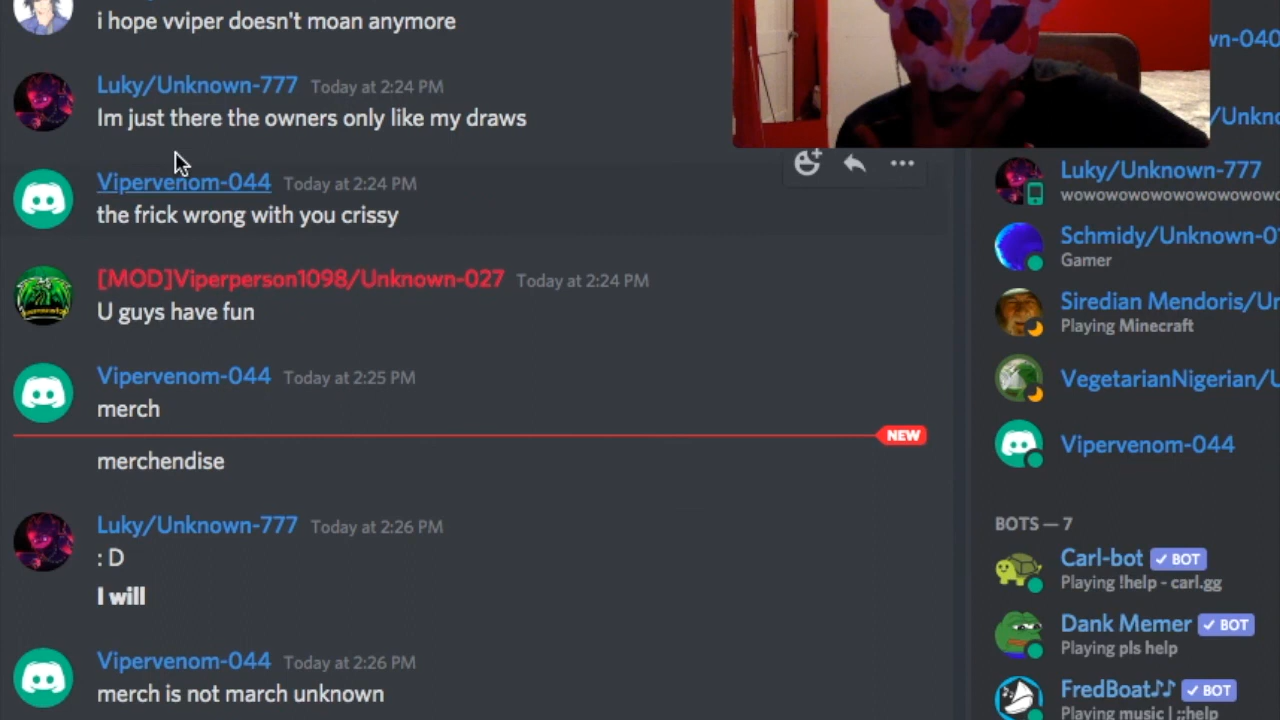 i hope vviper doesn't moan anymore
Luky/Unknown-777 Today at 2:24 PM
Im just there the owners only like my draws
Vipervenom-044 Today at 2:24 PM
the frick wrong with you crissy
[MOD]Viperperson1098/Unknown-027 Today at 2:24 PM
U guys have fun
Vipervenom-044 Today at 2:25 PM
merch
NEW
merchendise
Luky/Unknown-777 Today at 2:26 PM
: D
I will
Vipervenom-044 Today at 2:26 PM
merch is not march unknown
wn-040
/Unkno
Luky/Unknown-777
wowowowowowowowowowo
Schmidy/Unknown-0
Gamer
Siredian Mendoris/Un
Playing Minecraft
VegetarianNigerian/U
Vipervenom-044
BOTS — 7
Carl-bot BOT
Playing !help - carl.gg
Dank Memer BOT
Playing pls help
FredBoat♪♪ BOT
Playing music | ;;help